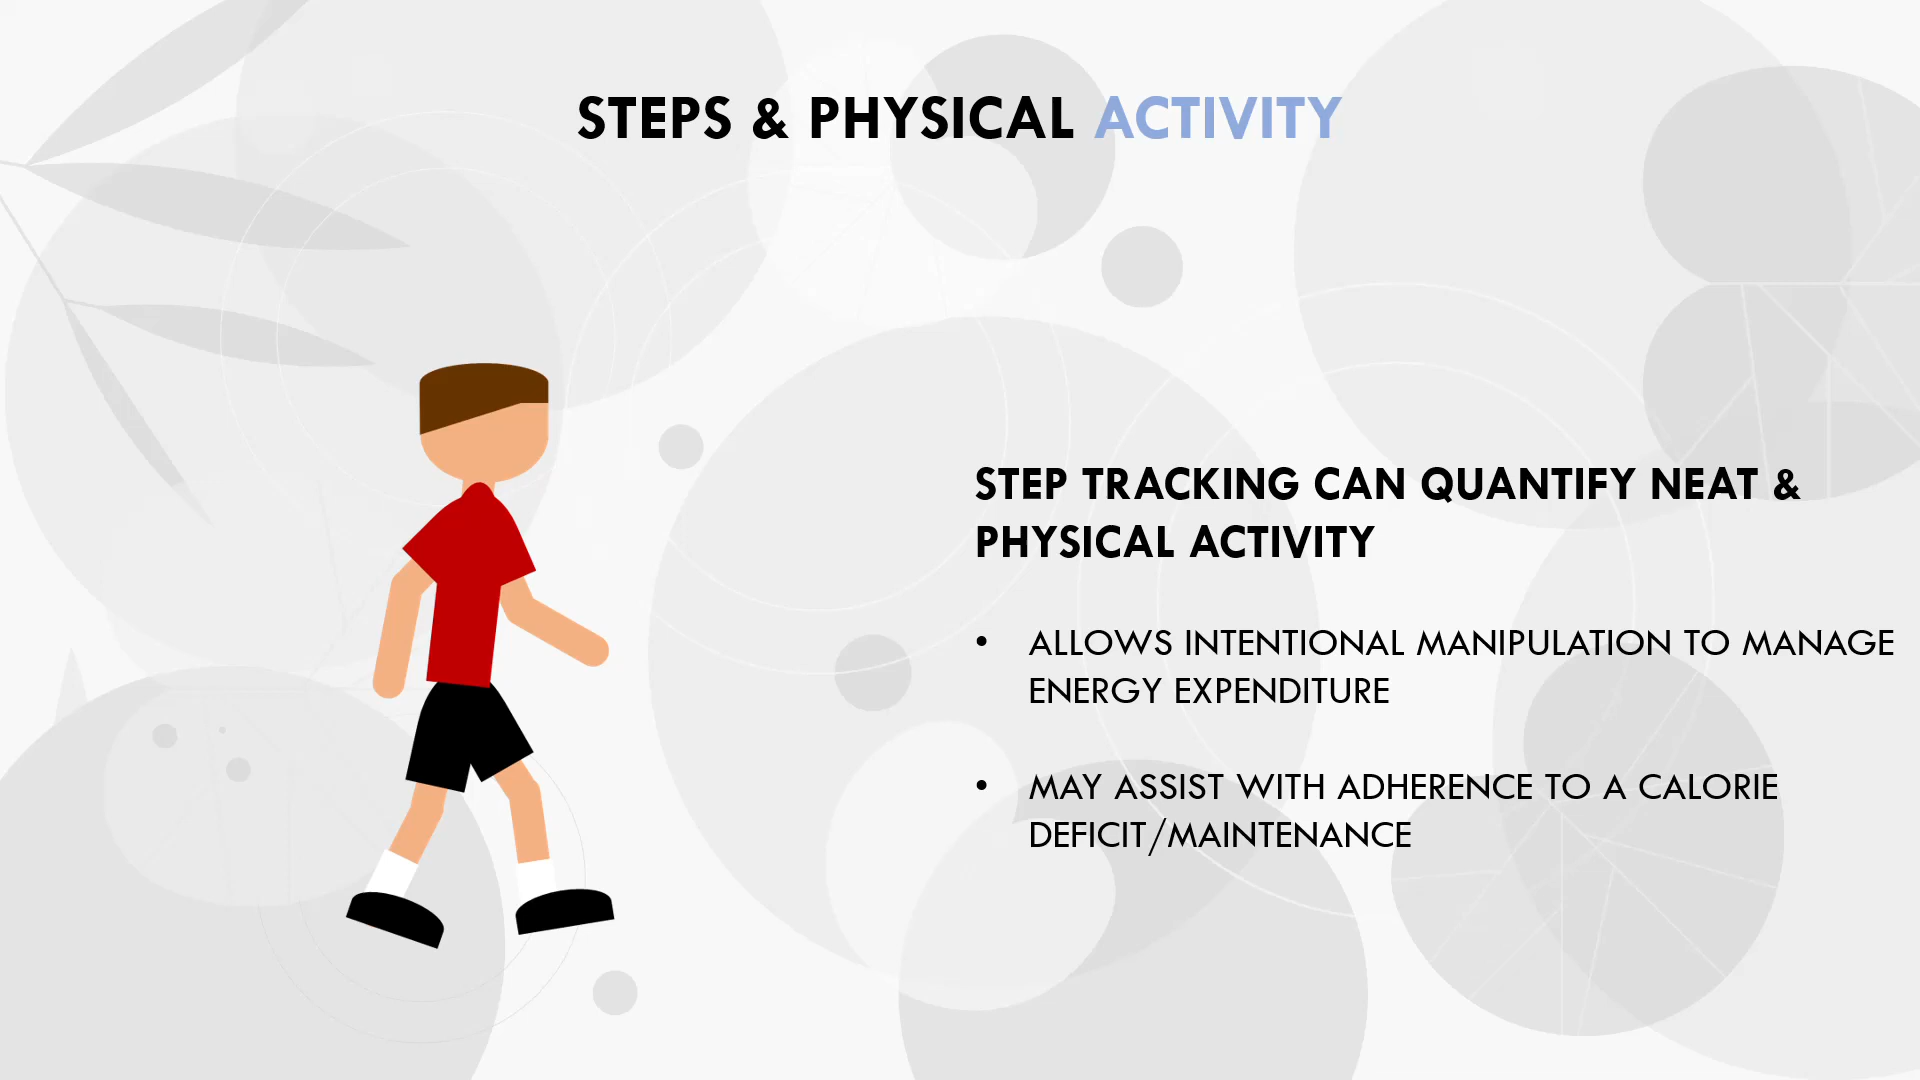 STEPS & PHYSICAL ACTIVITY
STEP TRACKING CAN QUANTIFY NEAT &
PHYSICAL ACTIVITY
• ALLOWS INTENTIONAL MANIPULATION TO MANAGE
ENERGY EXPENDITURE
• MAY ASSIST WITH ADHERENCE TO A CALORIE
DEFICIT/MAINTENANCE